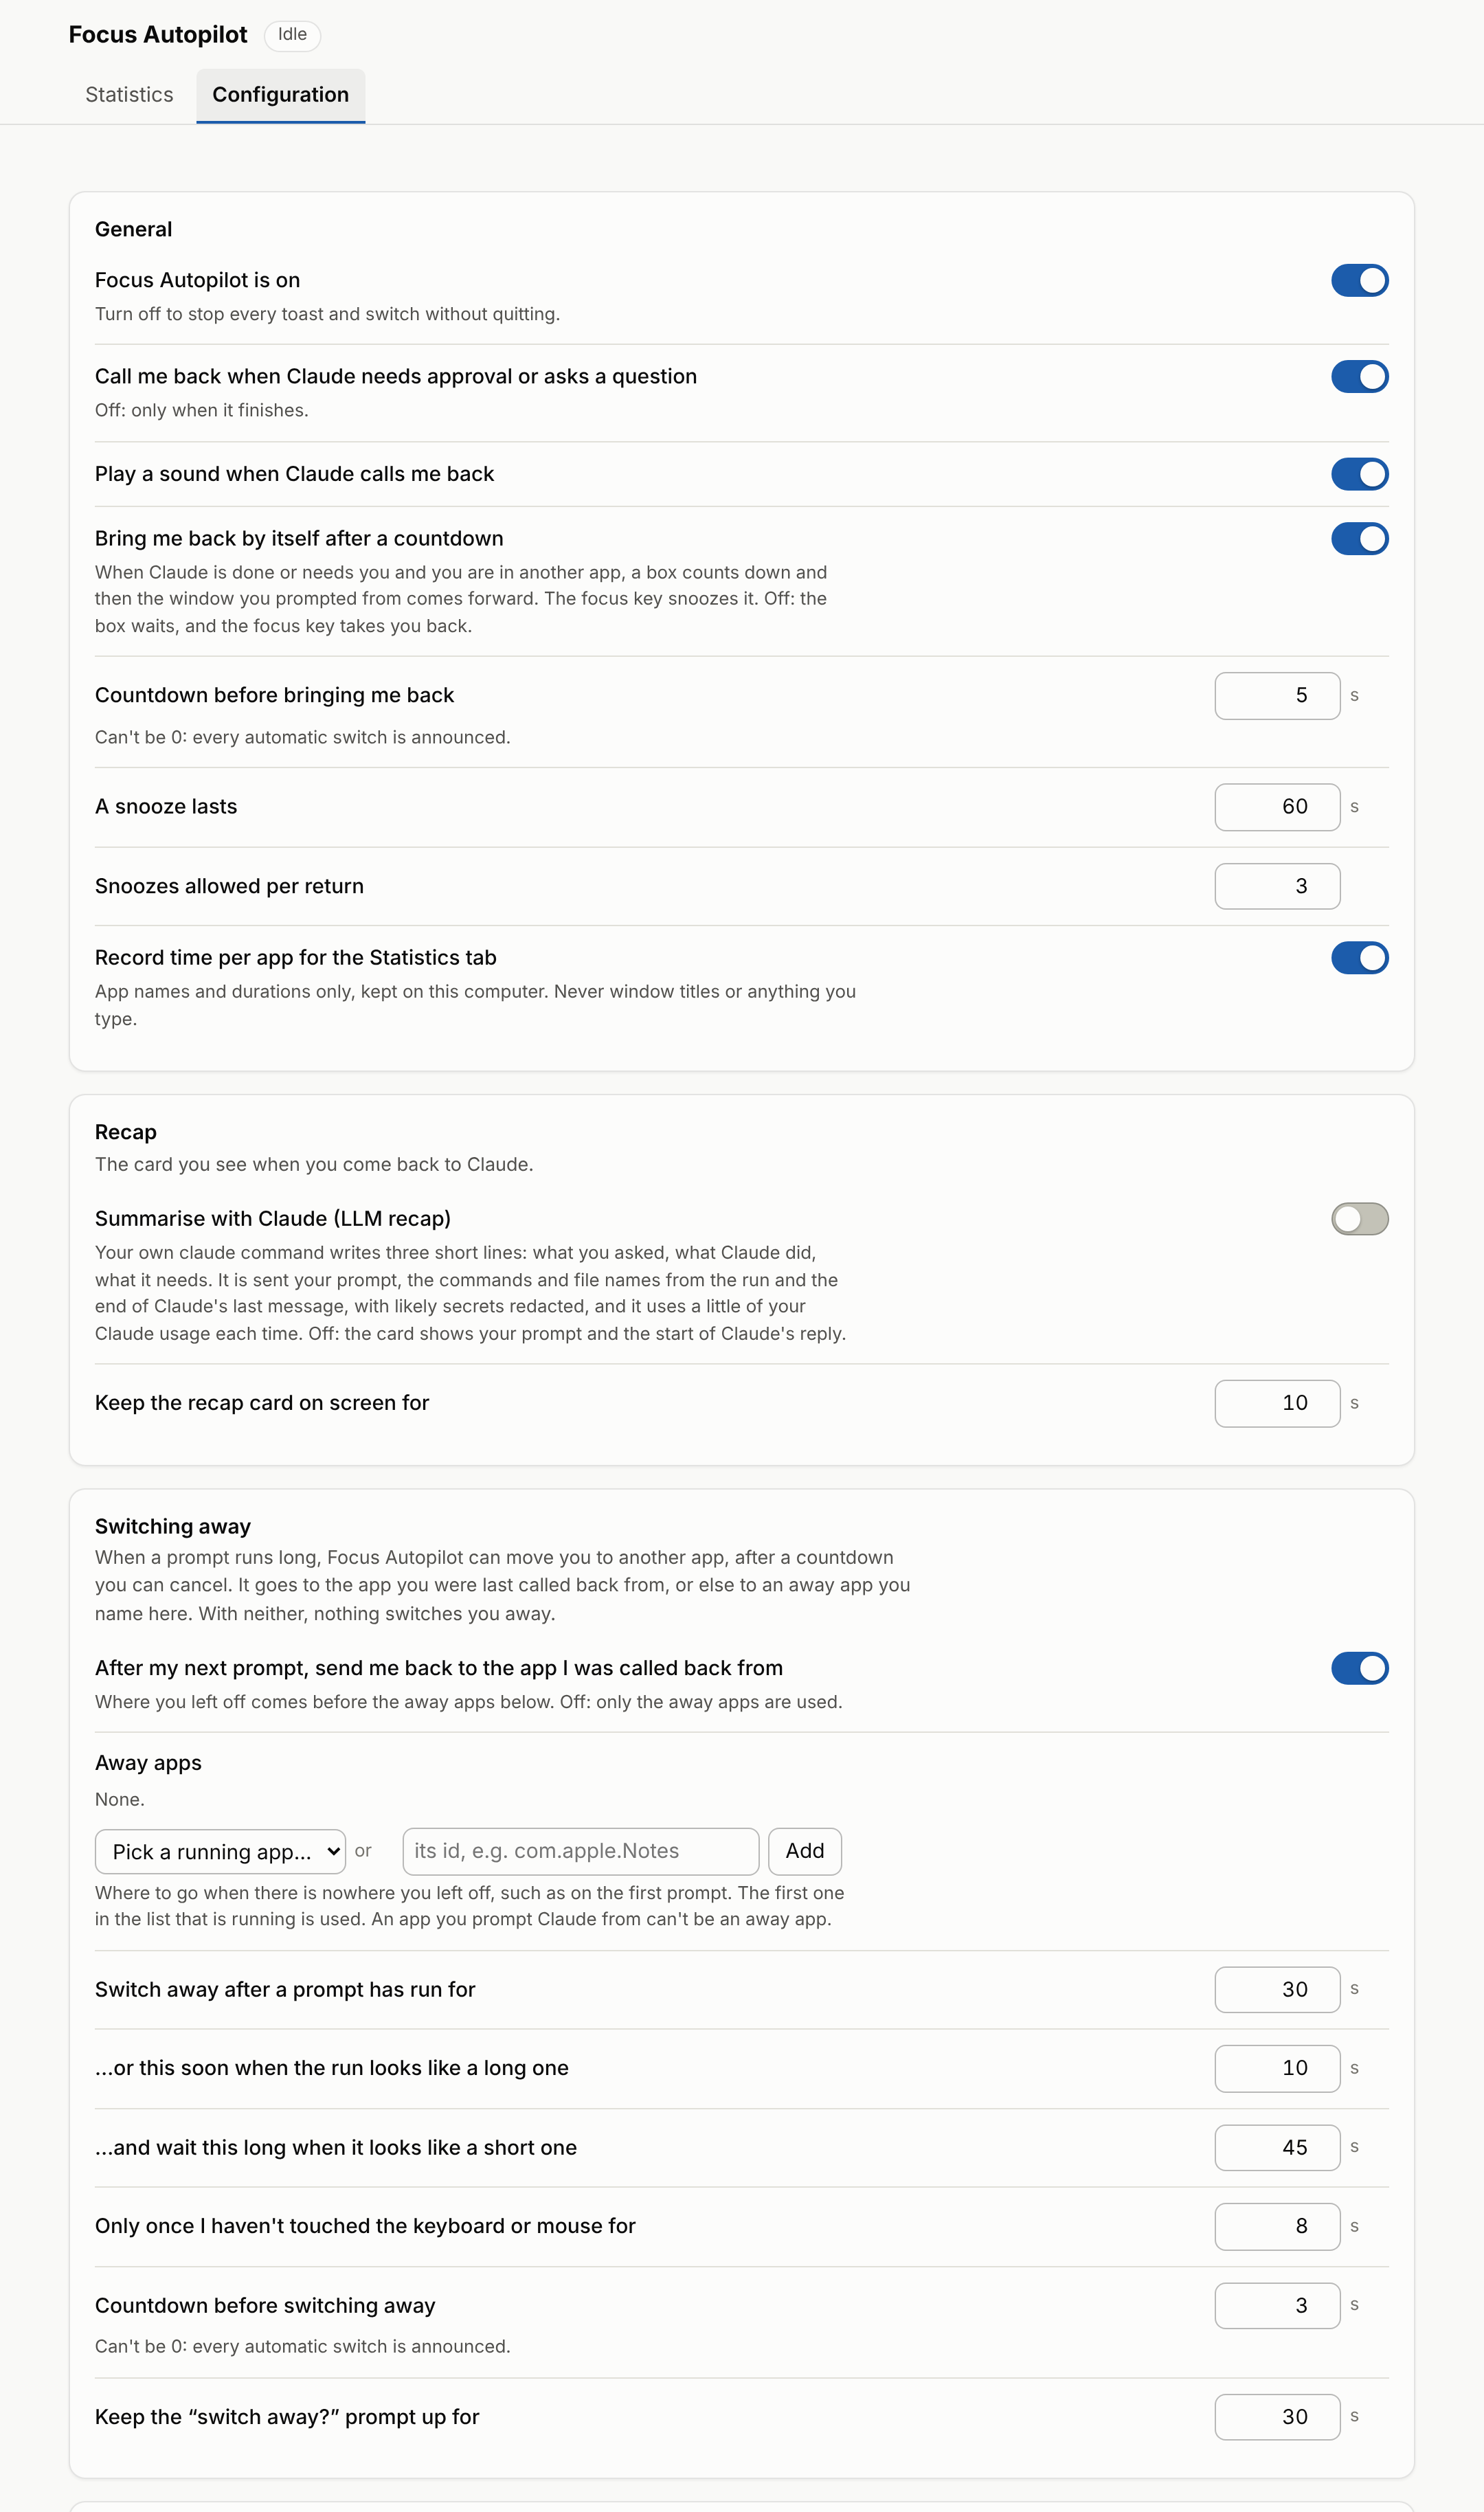 Focus Autopilot Idle
Statistics Configuration
General
Focus Autopilot is on
Turn off to stop every toast and switch without quitting.
Call me back when Claude needs approval or asks a question
Off: only when it finishes.
Play a sound when Claude calls me back
Bring me back by itself after a countdown
When Claude is done or needs you and you are in another app, a box counts down and
then the window you prompted from comes forward. The focus key snoozes it. Off: the
box waits, and the focus key takes you back.
Countdown before bringing me back 5 s
Can't be 0: every automatic switch is announced.
A snooze lasts 60 s
Snoozes allowed per return 3
Record time per app for the Statistics tab
App names and durations only, kept on this computer. Never window titles or anything you
type.
Recap
The card you see when you come back to Claude.
Summarise with Claude (LLM recap)
Your own claude command writes three short lines: what you asked, what Claude did,
what it needs. It is sent your prompt, the commands and file names from the run and the
end of Claude's last message, with likely secrets redacted, and it uses a little of your
Claude usage each time. Off: the card shows your prompt and the start of Claude's reply.
Keep the recap card on screen for 10 s
Switching away
When a prompt runs long, Focus Autopilot can move you to another app, after a countdown
you can cancel. It goes to the app you were last called back from, or else to an away app you
name here. With neither, nothing switches you away.
After my next prompt, send me back to the app I was called back from
Where you left off comes before the away apps below. Off: only the away apps are used.
Away apps
None.
Pick a running app... or its id, e.g. com.apple.Notes Add
Where to go when there is nowhere you left off, such as on the first prompt. The first one
in the list that is running is used. An app you prompt Claude from can't be an away app.
Switch away after a prompt has run for 30 s
...or this soon when the run looks like a long one 10 s
...and wait this long when it looks like a short one 45 s
Only once I haven't touched the keyboard or mouse for 8 s
Countdown before switching away 3 s
Can't be 0: every automatic switch is announced.
Keep the “switch away?” prompt up for 30 s